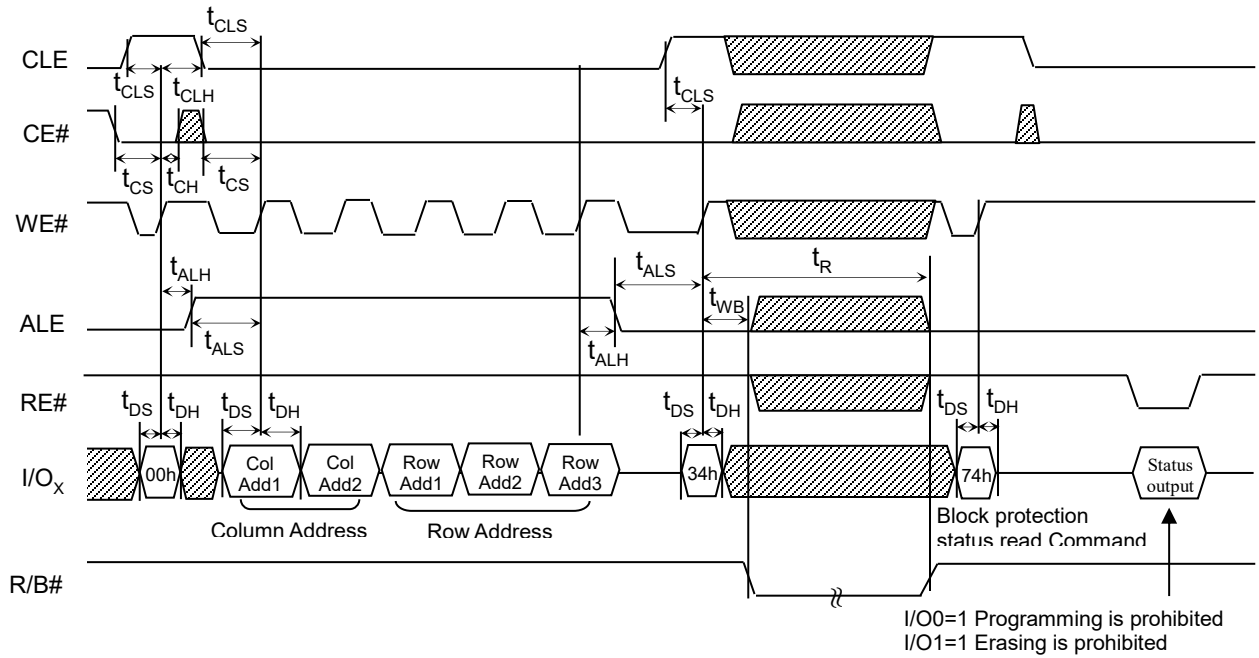 tCLS
CLE
tCLS tCLH tCLS
CE#
tCS tCH tCS
WE#
tALH tALS tR
tWB
ALE
tALS tALH
RE#
tDS tDH tDS tDH tDS tDH tDS tDH
I/OX 00h Col Add1 Col Add2 Row Add1 Row Add2 Row Add3 34h 74h Status output
Column Address Row Address
Block protection
status read Command
R/B#
I/O0=1 Programming is prohibited
I/O1=1 Erasing is prohibited